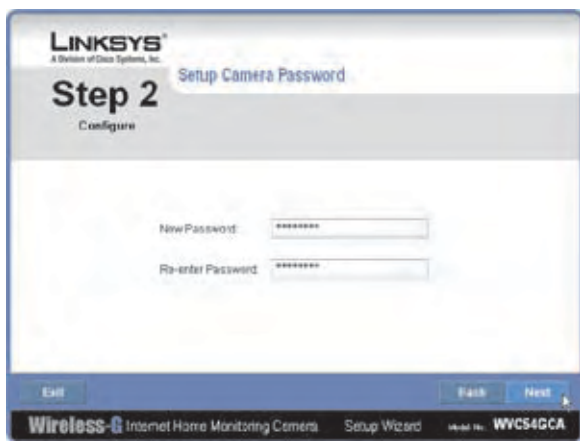 LINKSYS®
A Division of Cisco Systems, Inc.
Setup Camera Password
Step 2
Configure
New Password: ********
Re-enter Password: ********
Exit
Back
Next
Wireless-G Internet Home Monitoring Camera Setup Wizard Model No. WVC54GCA